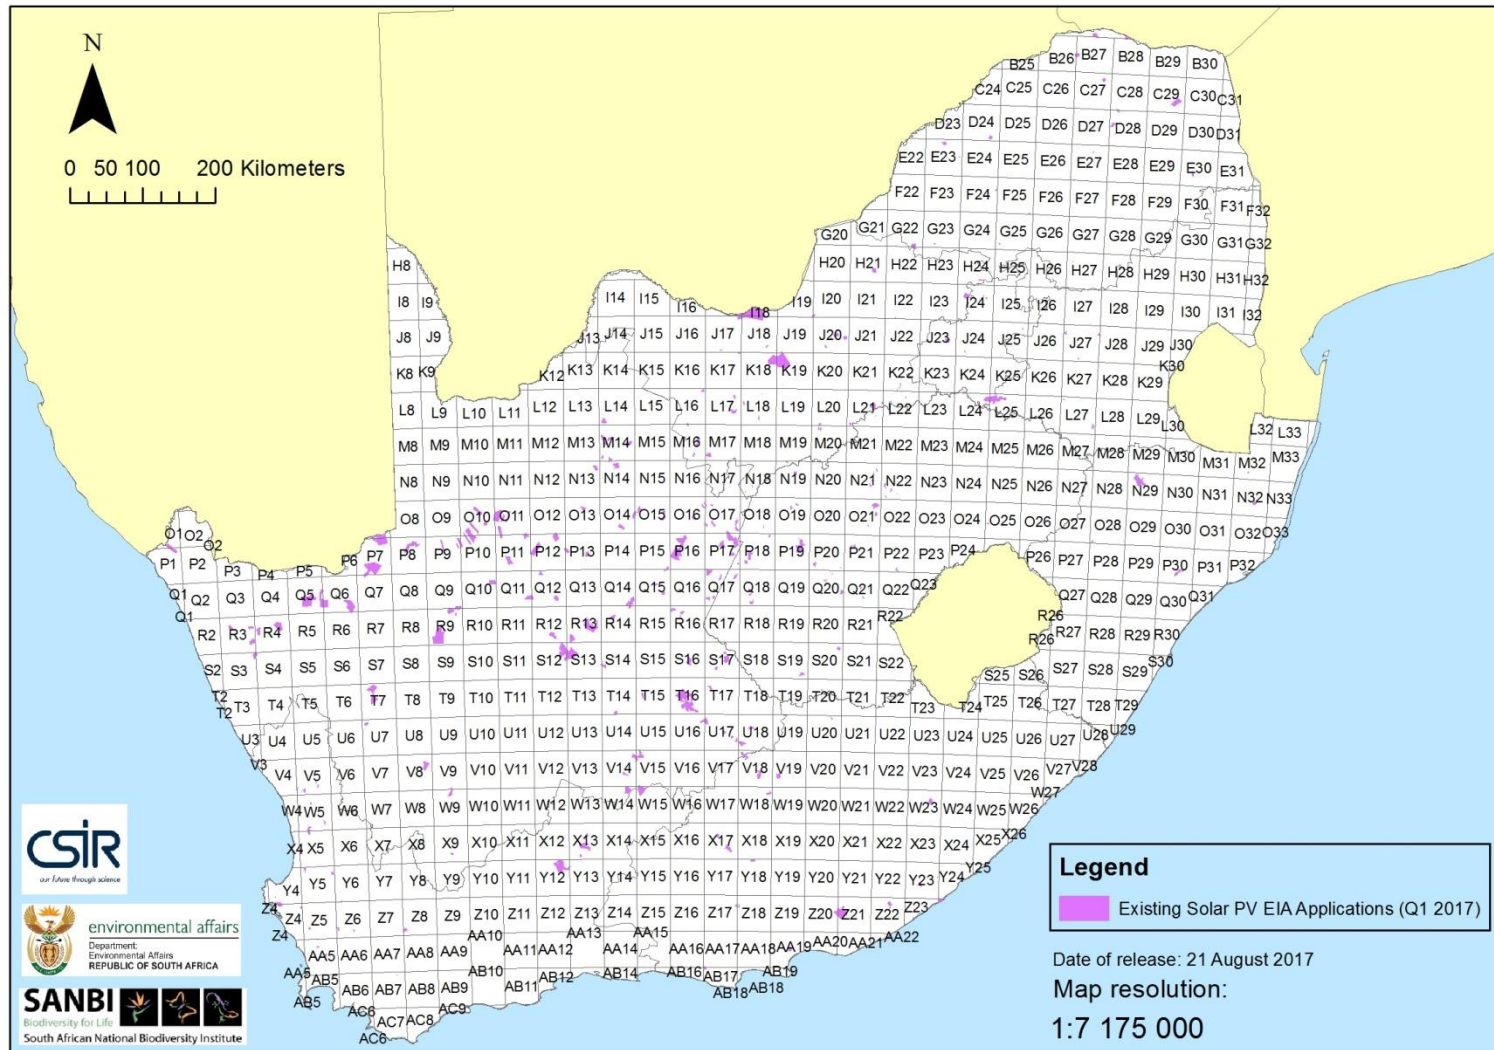 N
0 50 100 200 Kilometers
B25 B26 B27 B28 B29 B30
C24 C25 C26 C27 C28 C29 C30 C31
D23 D24 D25 D26 D27 D28 D29 D30 D31
E22 E23 E24 E25 E26 E27 E28 E29 E30 E31
F22 F23 F24 F25 F26 F27 F28 F29 F30 F31 F32
G20 G21 G22 G23 G24 G25 G26 G27 G28 G29 G30 G31 G32
H8 H20 H21 H22 H23 H24 H25 H26 H27 H28 H29 H30 H31 H32
I8 I9 I14 I15 I16 I18 I19 I20 I21 I22 I23 I24 I25 I26 I27 I28 I29 I30 I31 I32
J8 J9 J13 J14 J15 J16 J17 J18 J19 J20 J21 J22 J23 J24 J25 J26 J27 J28 J29 J30
K8 K9 K12 K13 K14 K15 K16 K17 K18 K19 K20 K21 K22 K23 K24 K25 K26 K27 K28 K29 K30
L8 L9 L10 L11 L12 L13 L14 L15 L16 L17 L18 L19 L20 L21 L22 L23 L24 L25 L26 L27 L28 L29 L30 L32 L33
M8 M9 M10 M11 M12 M13 M14 M15 M16 M17 M18 M19 M20 M21 M22 M23 M24 M25 M26 M27 M28 M29 M30 M31 M32 M33
N8 N9 N10 N11 N12 N13 N14 N15 N16 N17 N18 N19 N20 N21 N22 N23 N24 N25 N26 N27 N28 N29 N30 N31 N32 N33
O1 O2 O2 O8 O9 O10 O11 O12 O13 O14 O15 O16 O17 O18 O19 O20 O21 O22 O23 O24 O25 O26 O27 O28 O29 O30 O31 O32 O33
P1 P2 P3 P4 P5 P6 P7 P8 P9 P10 P11 P12 P13 P14 P15 P16 P17 P18 P19 P20 P21 P22 P23 P24 P26 P27 P28 P29 P30 P31 P32
Q1 Q1 Q2 Q3 Q4 Q5 Q6 Q7 Q8 Q9 Q10 Q11 Q12 Q13 Q14 Q15 Q16 Q17 Q18 Q19 Q20 Q21 Q22 Q23 Q27 Q28 Q29 Q30 Q31
R2 R3 R4 R5 R6 R7 R8 R9 R10 R11 R12 R13 R14 R15 R16 R17 R18 R19 R20 R21 R22 R26 R26 R27 R28 R29 R30
S2 S3 S4 S5 S6 S7 S8 S9 S10 S11 S12 S13 S14 S15 S16 S17 S18 S19 S20 S21 S22 S25 S26 S27 S28 S29 S30
T2 T2 T3 T4 T5 T6 T7 T8 T9 T10 T11 T12 T13 T14 T15 T16 T17 T18 T19 T20 T21 T22 T23 T24 T25 T26 T27 T28 T29
U3 U4 U5 U6 U7 U8 U9 U10 U11 U12 U13 U14 U15 U16 U17 U18 U19 U20 U21 U22 U23 U24 U25 U26 U27 U28 U29
V3 V4 V5 V6 V7 V8 V9 V10 V11 V12 V13 V14 V15 V16 V17 V18 V19 V20 V21 V22 V23 V24 V25 V26 V27 V28
W4 W5 W6 W7 W8 W9 W10 W11 W12 W13 W14 W15 W16 W17 W18 W19 W20 W21 W22 W23 W24 W25 W26 W27
X4 X5 X6 X7 X8 X9 X10 X11 X12 X13 X14 X15 X16 X17 X18 X19 X20 X21 X22 X23 X24 X25 X26
Y4 Y5 Y6 Y7 Y8 Y9 Y10 Y11 Y12 Y13 Y14 Y15 Y16 Y17 Y18 Y19 Y20 Y21 Y22 Y23 Y24 Y25
Z4 Z4 Z4 Z5 Z6 Z7 Z8 Z9 Z10 Z11 Z12 Z13 Z14 Z15 Z16 Z17 Z18 Z19 Z20 Z21 Z22 Z23
AA5 AA5 AA6 AA7 AA8 AA9 AA10 AA11 AA12 AA13 AA14 AA15 AA16 AA17 AA18 AA19 AA20 AA21 AA22
AB5 AB5 AB6 AB7 AB8 AB9 AB10 AB11 AB12 AB14 AB16 AB17 AB18 AB18 AB19
AC6 AC6 AC7 AC8 AC9
CSIR
our future through science
environmental affairs
Department:
Environmental Affairs
REPUBLIC OF SOUTH AFRICA
SANBI
Biodiversity for Life
South African National Biodiversity Institute
Legend
Existing Solar PV EIA Applications (Q1 2017)
Date of release: 21 August 2017
Map resolution:
1:7 175 000